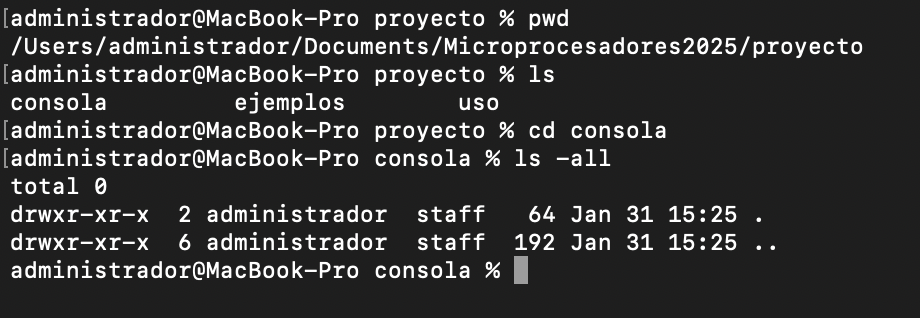 [administrador@MacBook-Pro proyecto % pwd
/Users/administrador/Documents/Microprocesadores2025/proyecto
[administrador@MacBook-Pro proyecto % ls
consola         ejemplos        uso
[administrador@MacBook-Pro proyecto % cd consola
[administrador@MacBook-Pro consola % ls -all
total 0
drwxr-xr-x  2 administrador  staff   64 Jan 31 15:25 .
drwxr-xr-x  6 administrador  staff  192 Jan 31 15:25 ..
administrador@MacBook-Pro consola %